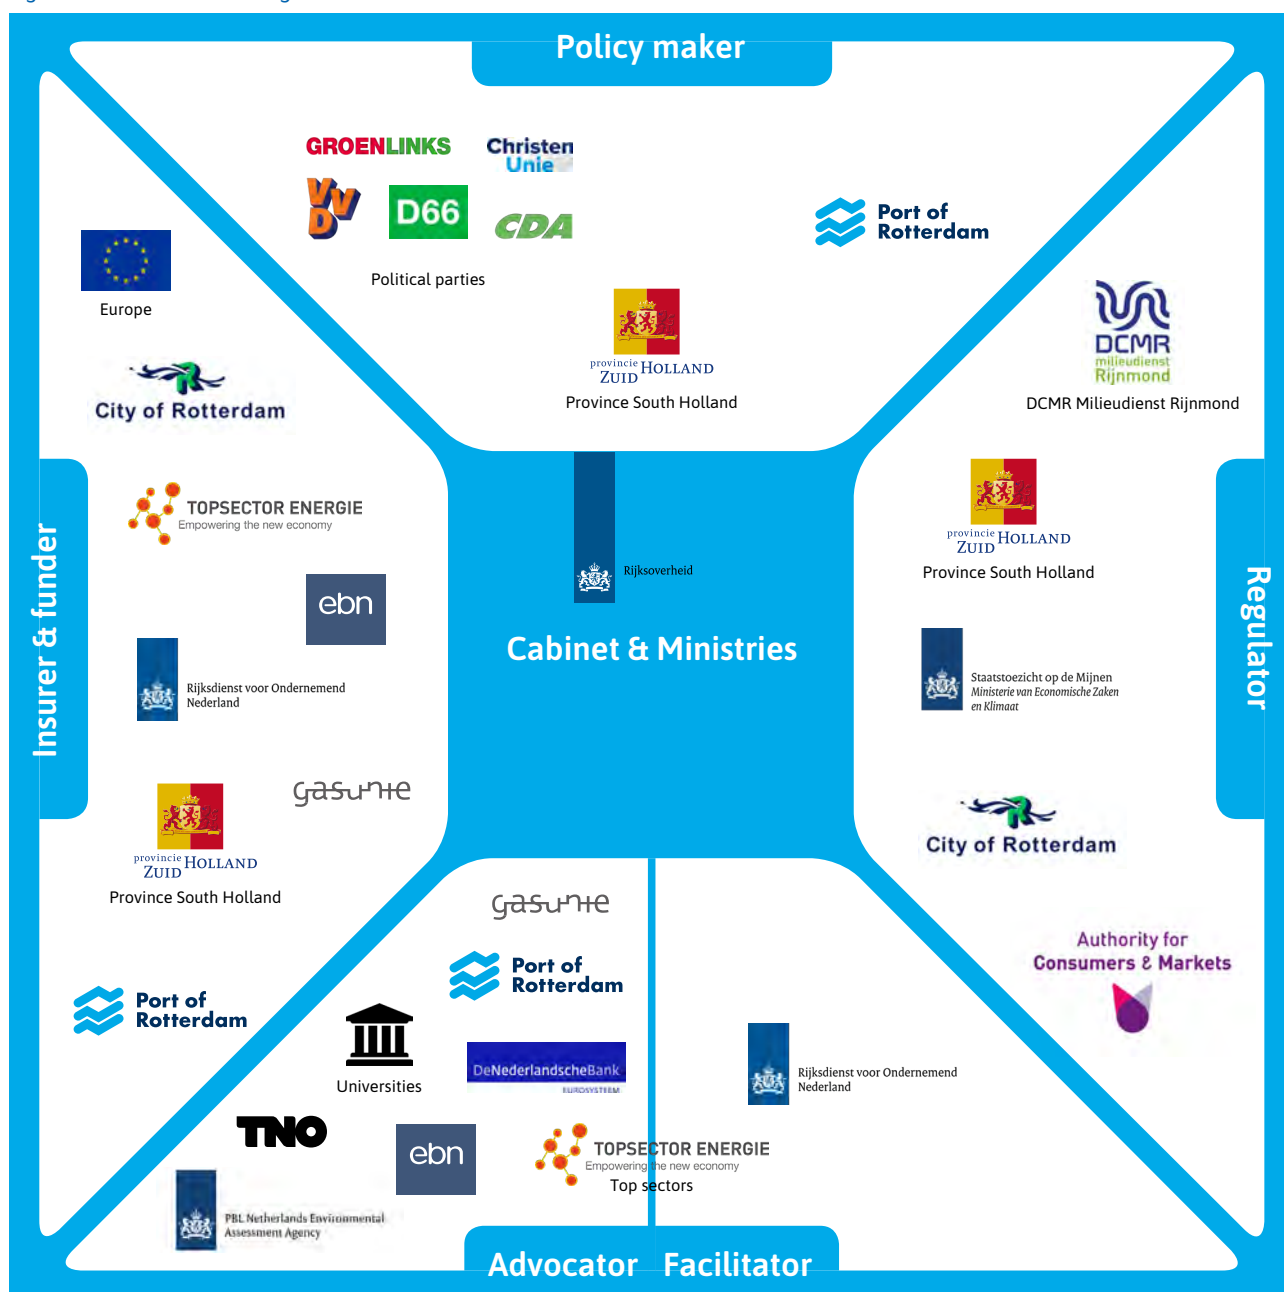 Policy maker
GROENLINKS
Christen
Unie
VVD
D66
CDA
Political parties
Port of
Rotterdam
provincie
ZUID HOLLAND
Province South Holland
Europe
City of Rotterdam
TOPSECTOR ENERGIE
Empowering the new economy
ebn
Rijksdienst voor Ondernemend
Nederland
gasunie
provincie
ZUID HOLLAND
Province South Holland
Port of
Rotterdam
Insurer & funder
Rijksoverheid
Cabinet & Ministries
DCMR
milieudienst
Rijnmond
DCMR Milieudienst Rijnmond
provincie
ZUID HOLLAND
Province South Holland
Staatstoezicht op de Mijnen
Ministerie van Economische Zaken
en Klimaat
City of Rotterdam
Authority for
Consumers & Markets
Regulator
gasunie
Port of
Rotterdam
Universities
DeNederlandscheBank
EUROSYSTEEM
TNO
ebn
TOPSECTOR ENERGIE
Empowering the new economy
Top sectors
PBL Netherlands Environmental
Assessment Agency
Rijksdienst voor Ondernemend
Nederland
Advocator
Facilitator